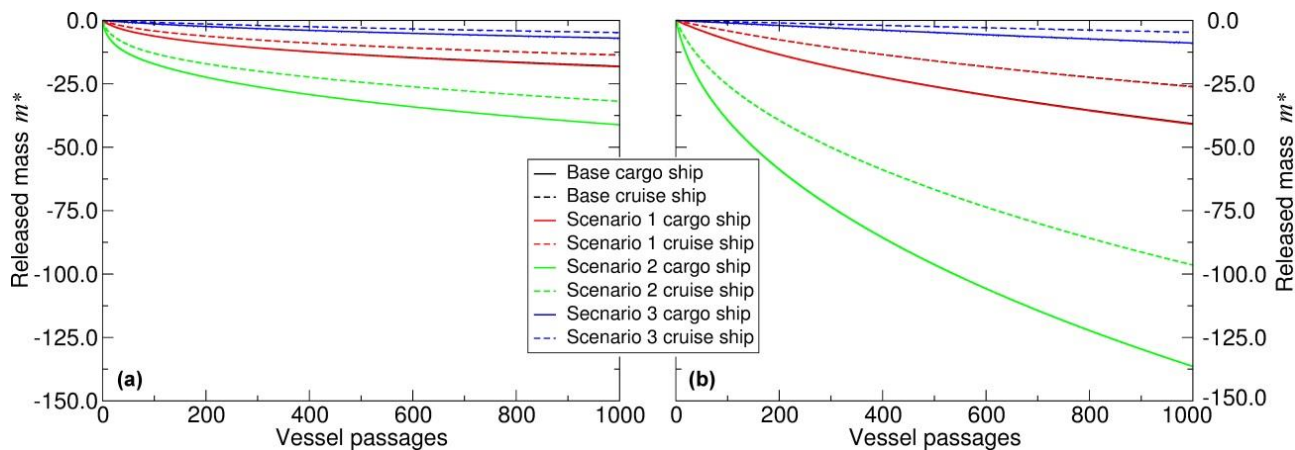 0.0
-25.0
-50.0
-75.0
-100.0
-125.0
-150.0
Released mass m*
(a)
0
200
400
600
800
1000
Vessel passages
Base cargo ship
Base cruise ship
Scenario 1 cargo ship
Scenario 1 cruise ship
Scenario 2 cargo ship
Scenario 2 cruise ship
Secnario 3 cargo ship
Scenario 3 cruise ship
(b)
0
200
400
600
800
1000
Vessel passages
0.0
-25.0
-50.0
-75.0
-100.0
-125.0
-150.0
Released mass m*